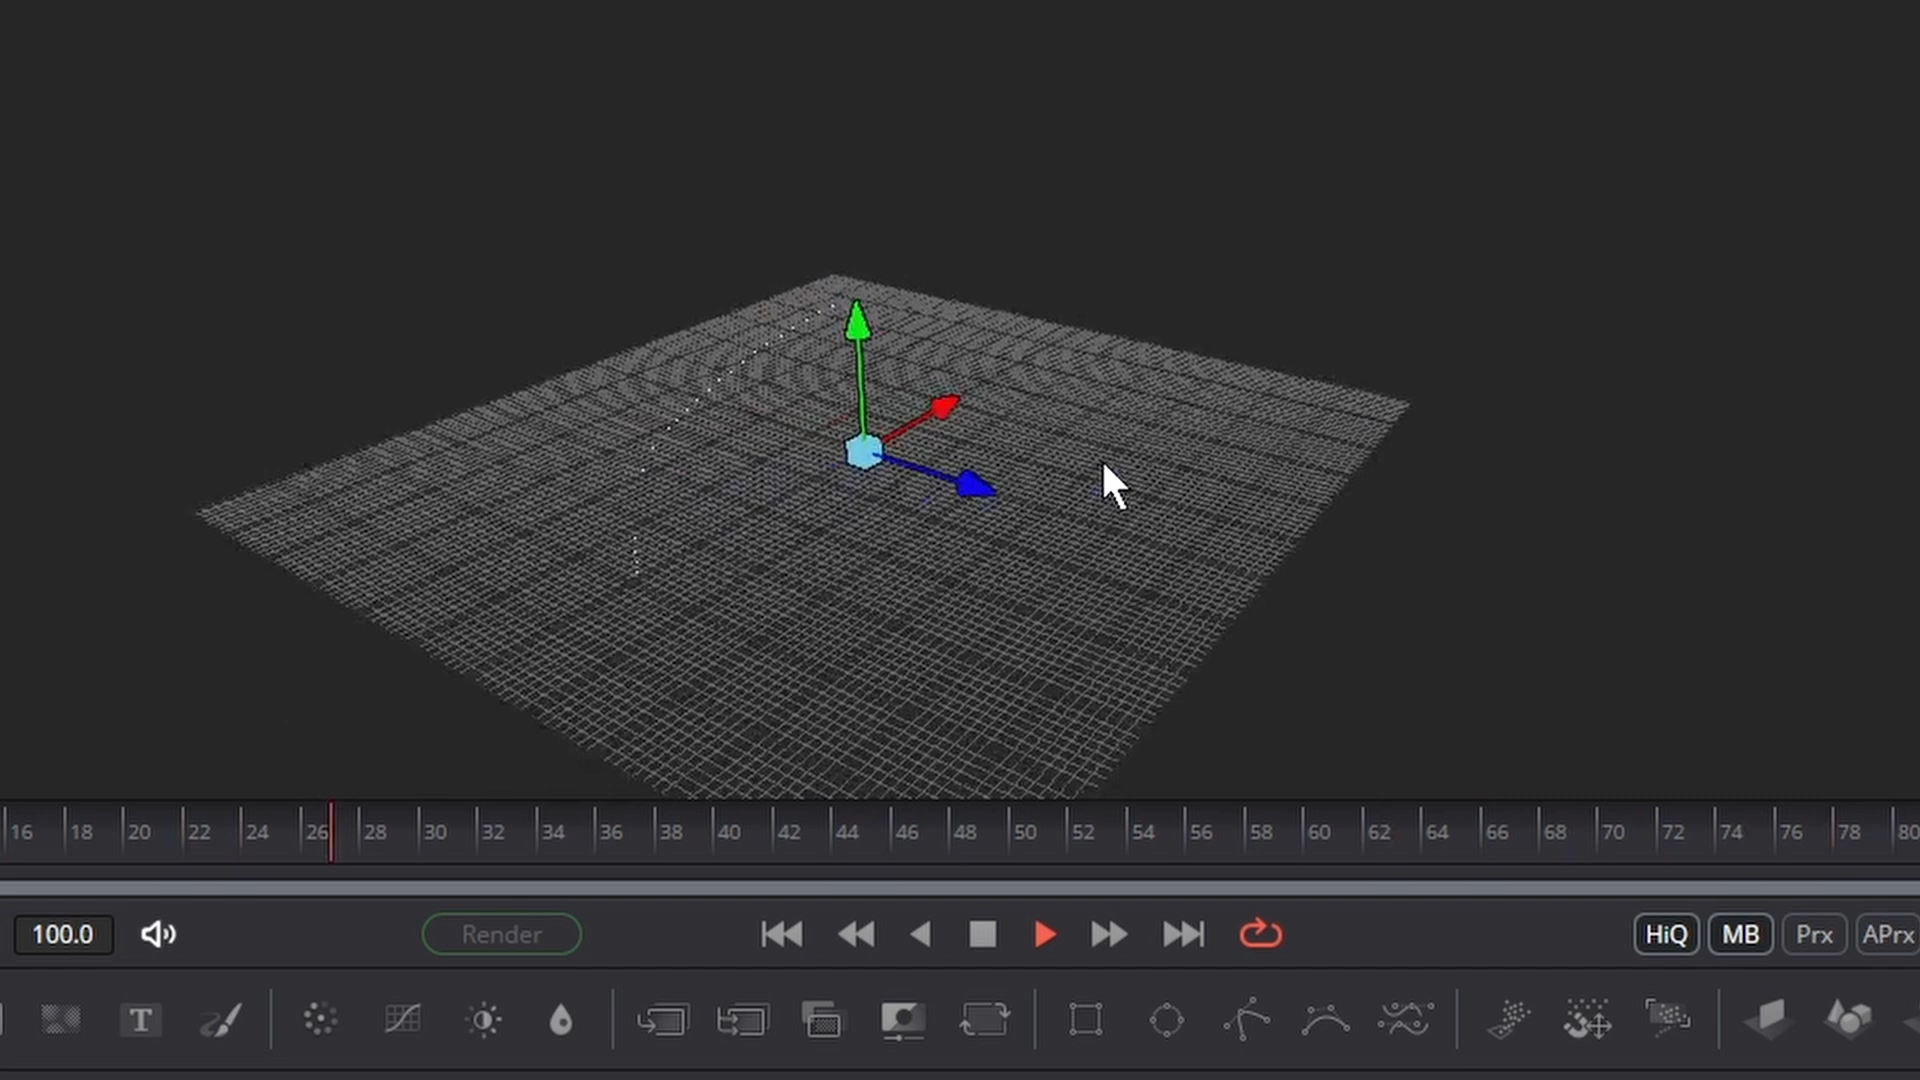 16 18 20 22 24 26 28 30 32 34 36 38 40 42 44 46 48 50 52 54 56 58 60 62 64 66 68 70 72 74 76 78 80
100.0 Render HiQ MB Prx APrx
T